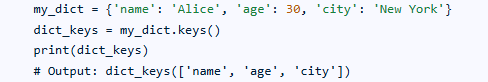 my_dict = {'name': 'Alice', 'age': 30, 'city': 'New York'}
dict_keys = my_dict.keys()
print(dict_keys)
# Output: dict_keys(['name', 'age', 'city'])